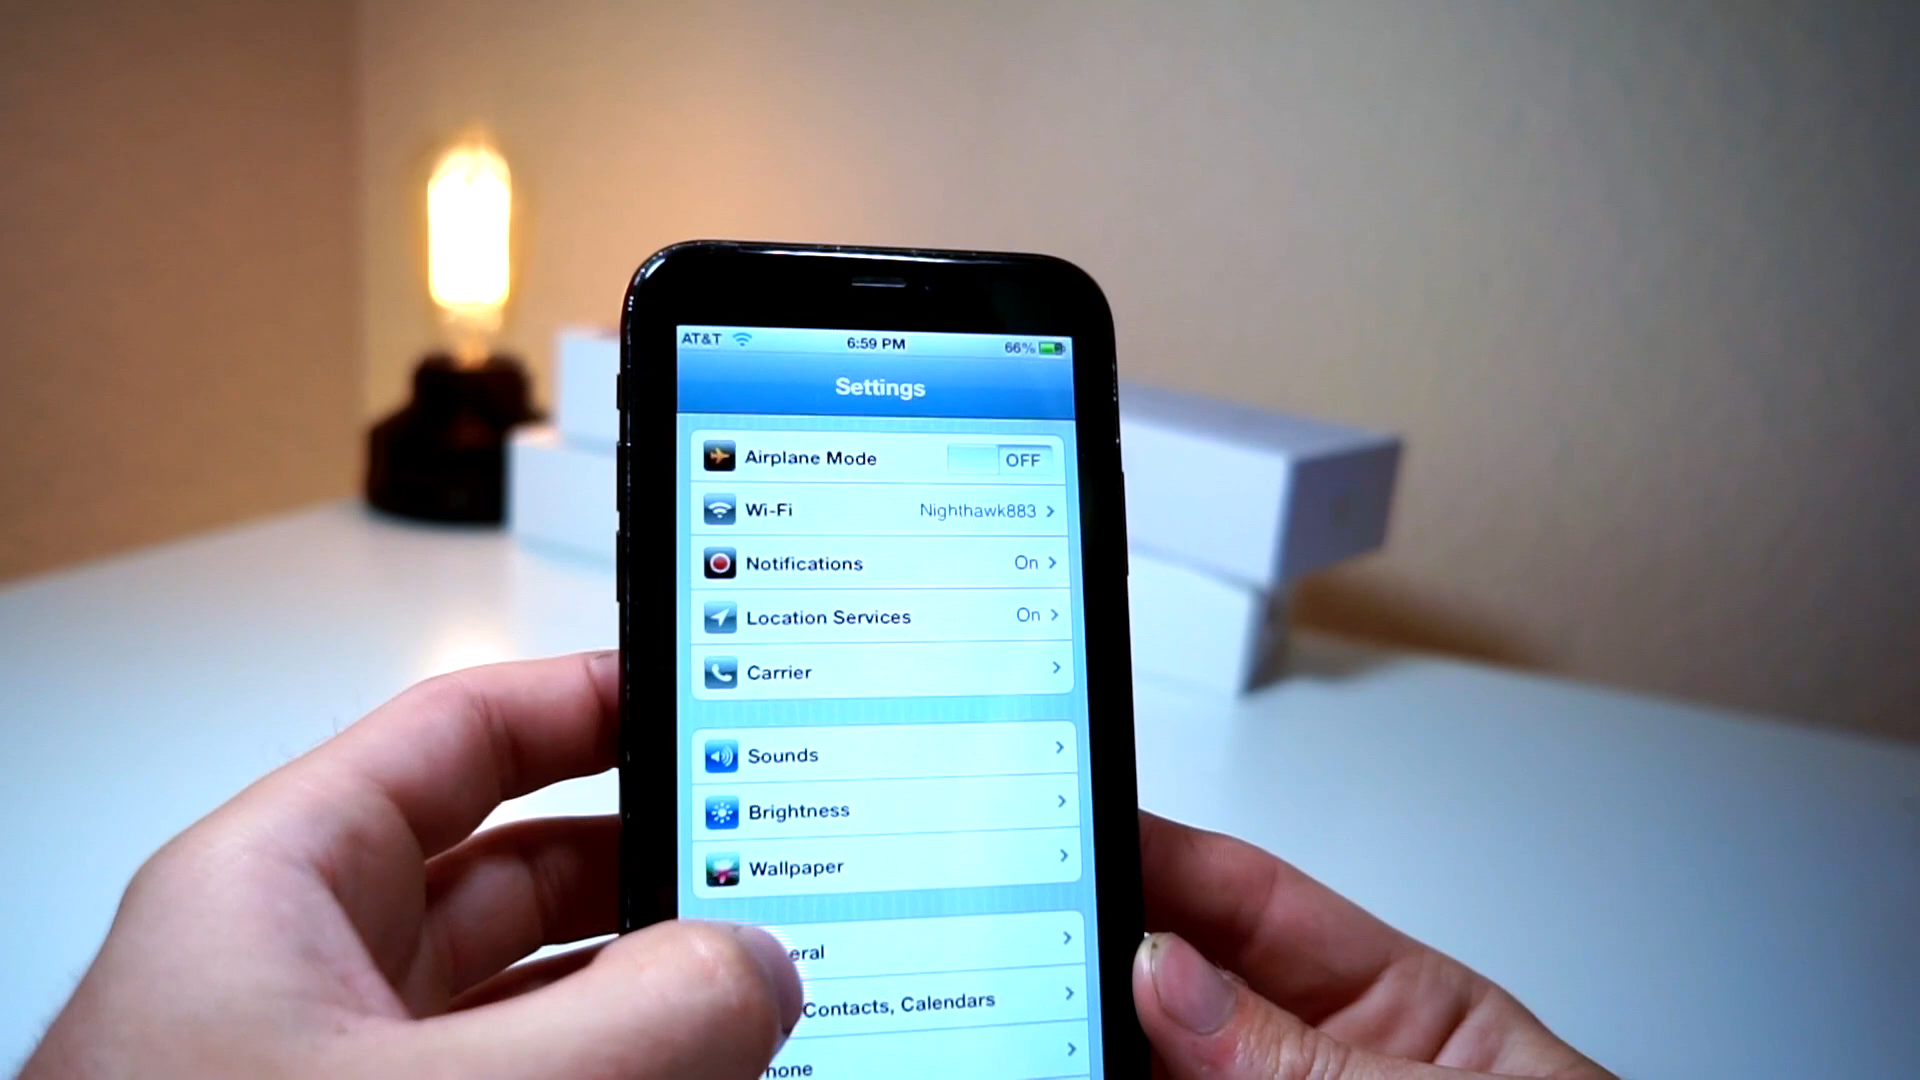 AT&T 6:59 PM 66%
Settings
Airplane Mode OFF
Wi-Fi Nighthawk883
Notifications On
Location Services On
Carrier
Sounds
Brightness
Wallpaper
eral
Contacts, Calendars
hone